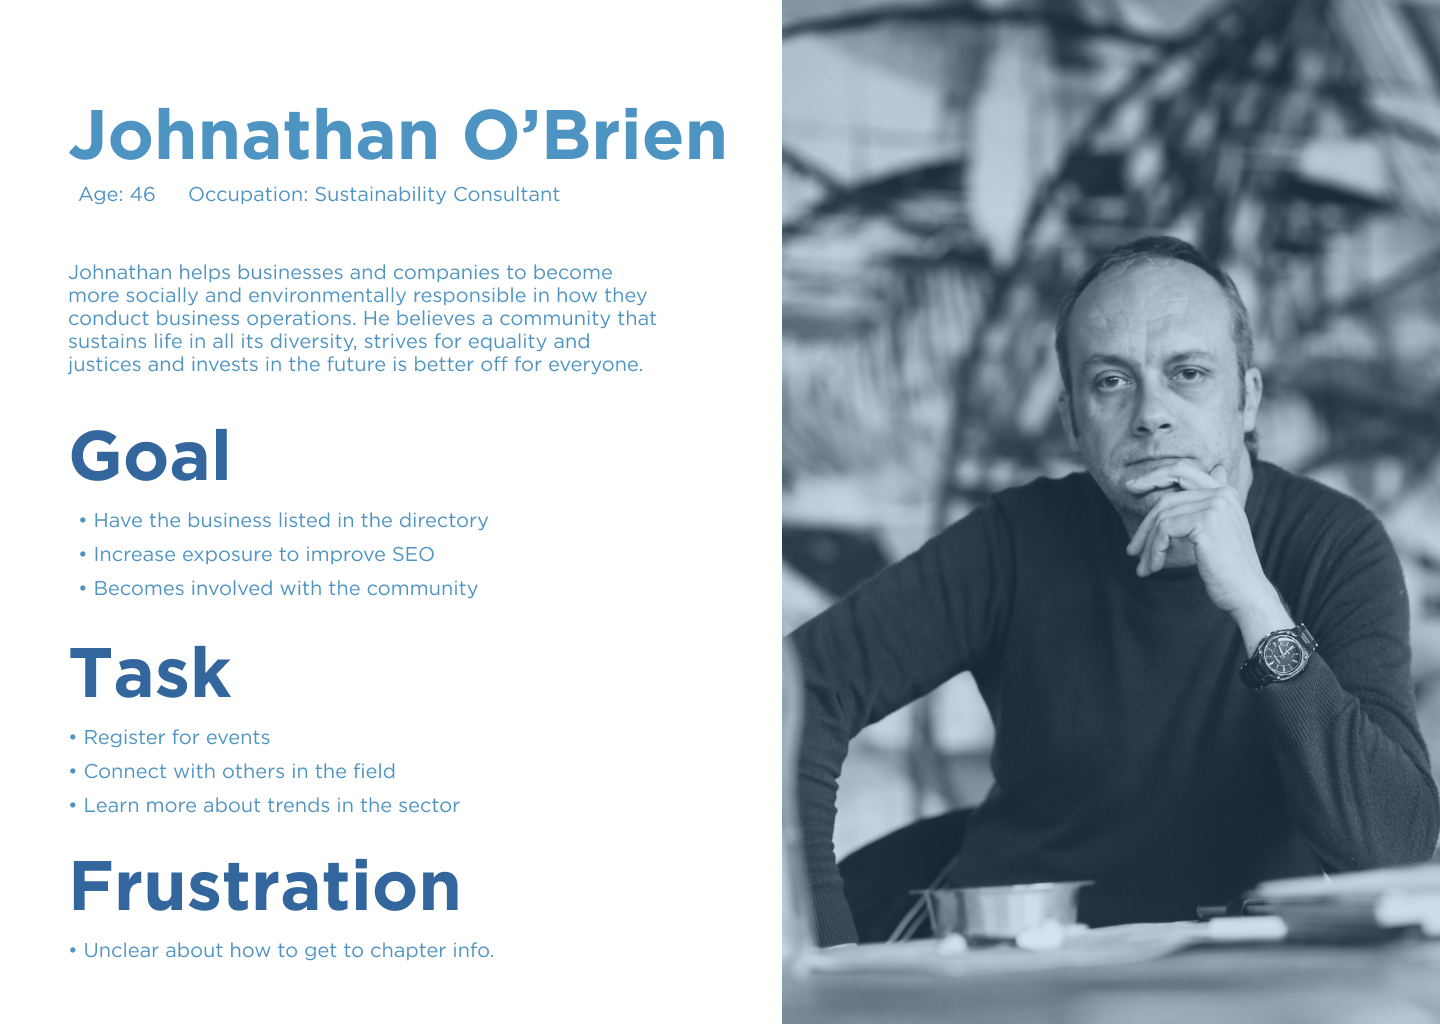 Johnathan O’Brien
Age: 46 Occupation: Sustainability Consultant
Johnathan helps businesses and companies to become
more socially and environmentally responsible in how they
conduct business operations. He believes a community that
sustains life in all its diversity, strives for equality and
justices and invests in the future is better off for everyone.
Goal
• Have the business listed in the directory
• Increase exposure to improve SEO
• Becomes involved with the community
Task
• Register for events
• Connect with others in the field
• Learn more about trends in the sector
Frustration
• Unclear about how to get to chapter info.